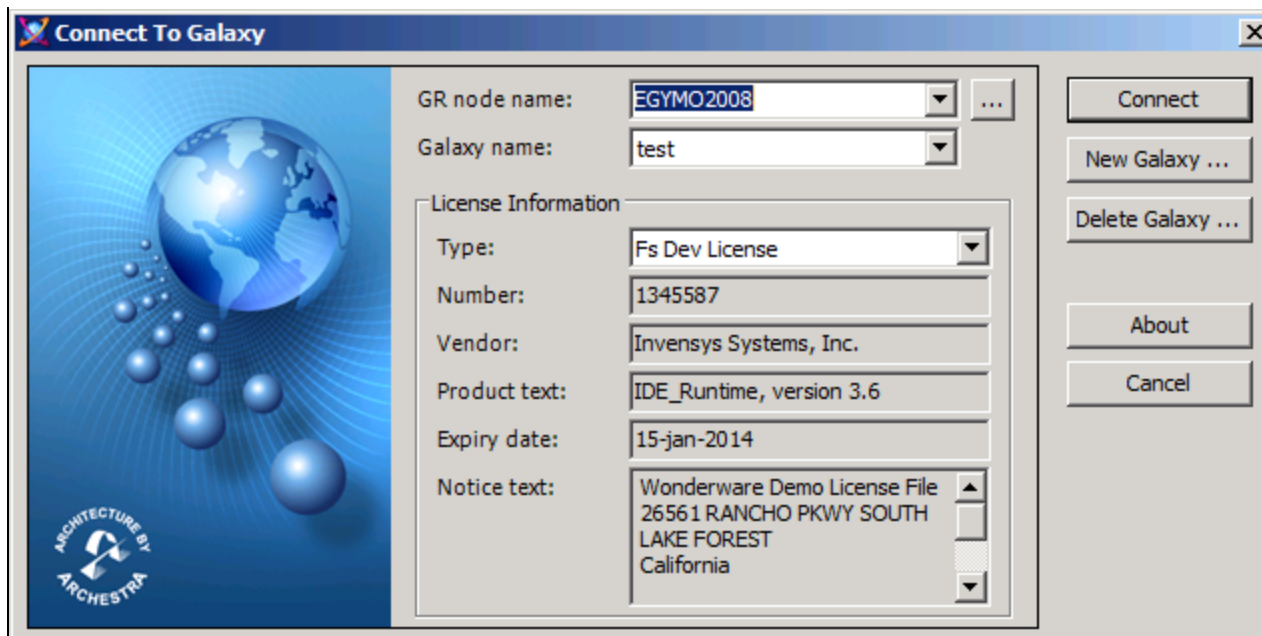 Connect To Galaxy
GR node name: EGYMO2008 ...
Galaxy name: test
License Information
Type: Fs Dev License
Number: 1345587
Vendor: Invensys Systems, Inc.
Product text: IDE_Runtime, version 3.6
Expiry date: 15-jan-2014
Notice text: Wonderware Demo License File
26561 RANCHO PKWY SOUTH
LAKE FOREST
California
Connect
New Galaxy ...
Delete Galaxy ...
About
Cancel
ARCHITECTURE BY
ARCHESTRA